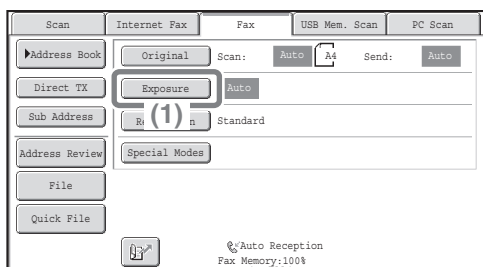 Scan Internet Fax Fax USB Mem. Scan PC Scan
Address Book Original Scan: Auto A4 Send: Auto
Direct TX Exposure Auto
Sub Address (1) Standard
Address Review Special Modes
File
Quick File
Auto Reception
Fax Memory:100%